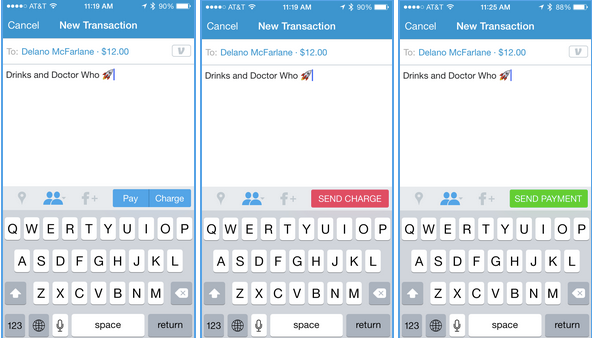 AT&T 11:19 AM 90%
Cancel New Transaction
To: Delano McFarlane · $12.00
Drinks and Doctor Who 🚀
f+ Pay Charge
Q W E R T Y U I O P
A S D F G H J K L
Z X C V B N M
123 space return
AT&T 11:19 AM 90%
Cancel New Transaction
To: Delano McFarlane · $12.00
Drinks and Doctor Who 🚀
f+ SEND CHARGE
Q W E R T Y U I O P
A S D F G H J K L
Z X C V B N M
123 space return
AT&T 11:25 AM 88%
Cancel New Transaction
To: Delano McFarlane · $12.00
Drinks and Doctor Who 🚀
f+ SEND PAYMENT
Q W E R T Y U I O P
A S D F G H J K L
Z X C V B N M
123 space return